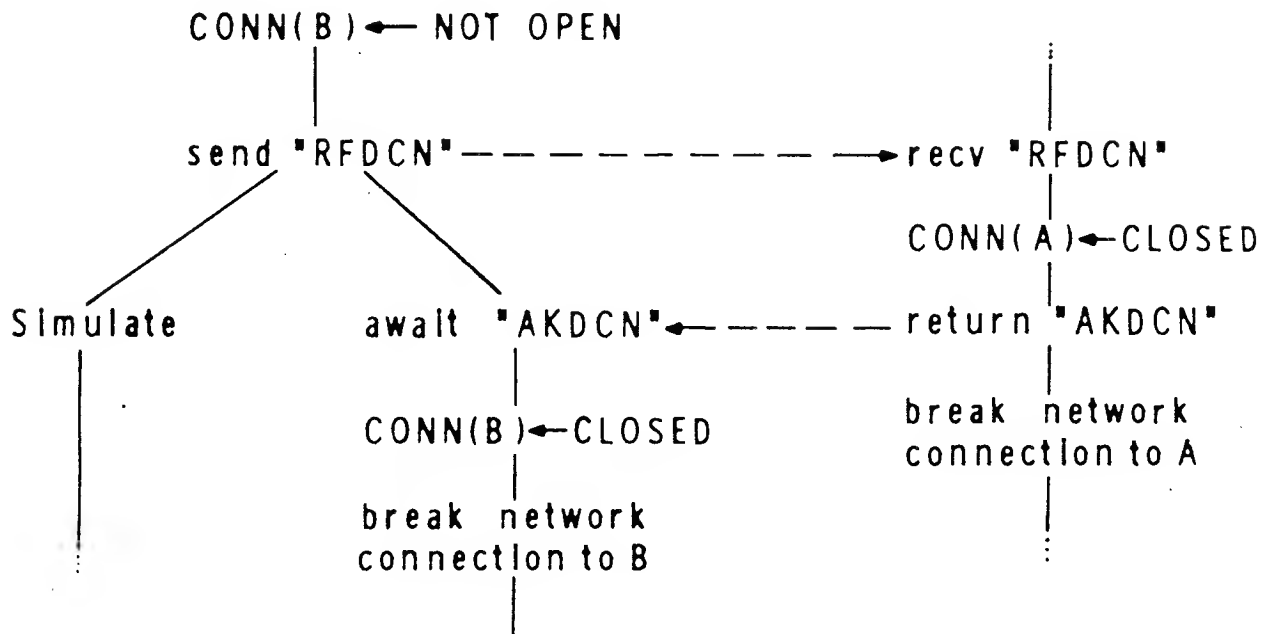 CONN(B)← NOT OPEN
send "RFDCN"
recv "RFDCN"
CONN(A)←CLOSED
Simulate
await "AKDCN"
return "AKDCN"
CONN(B)←CLOSED
break network
connection to A
break network
connection to B